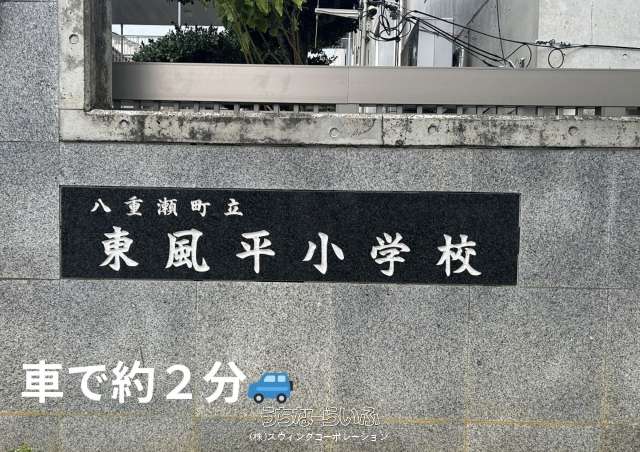 八重瀬町立
東風平小学校
車で約２分
うちな～らいふ
(株)スウィングコーポレーション